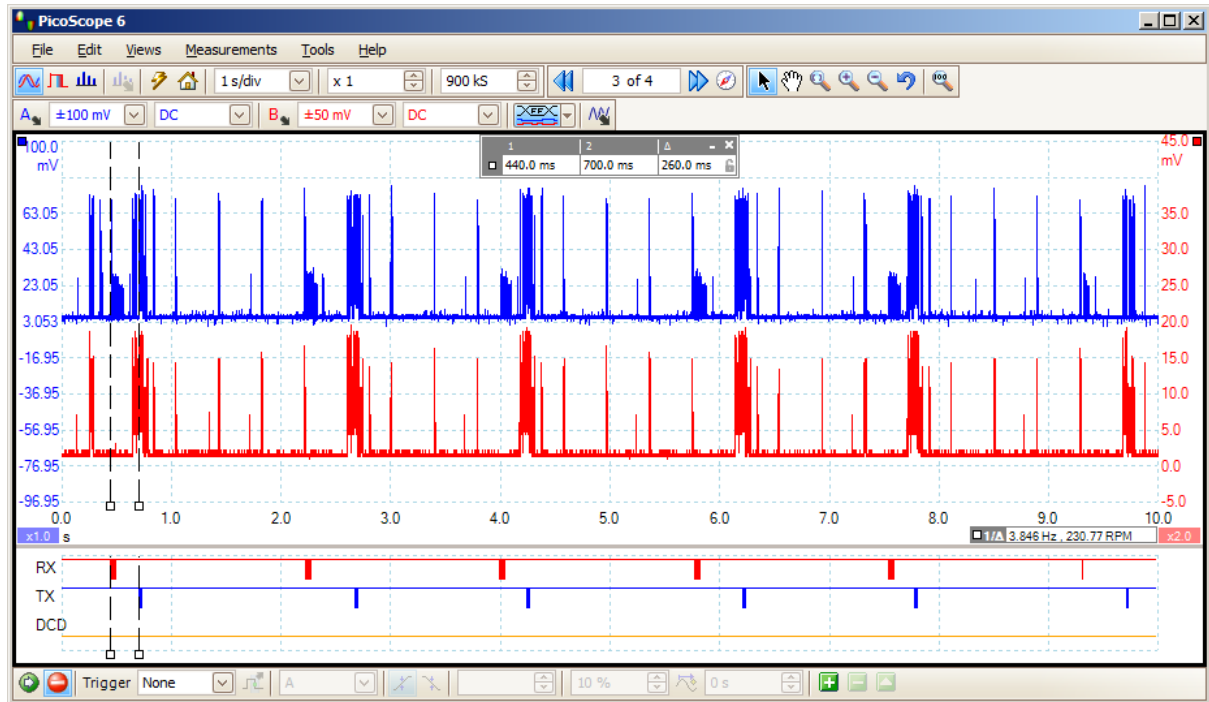 PicoScope 6
File Edit Views Measurements Tools Help
1 s/div x 1 900 kS 3 of 4
A ±100 mV DC B ±50 mV DC xFFx
100.0 45.0
mV mV
1 2 Δ
440.0 ms 700.0 ms 260.0 ms
63.05 35.0
43.05 30.0
23.05 25.0
3.053 20.0
-16.95 15.0
-36.95 10.0
-56.95 5.0
-76.95 0.0
-96.95 -5.0
0.0 1.0 2.0 3.0 4.0 5.0 6.0 7.0 8.0 9.0 10.0
x1.0 s 1/Δ 3.846 Hz , 230.77 RPM x2.0
RX
TX
DCD
Trigger None A 10 % 0 s